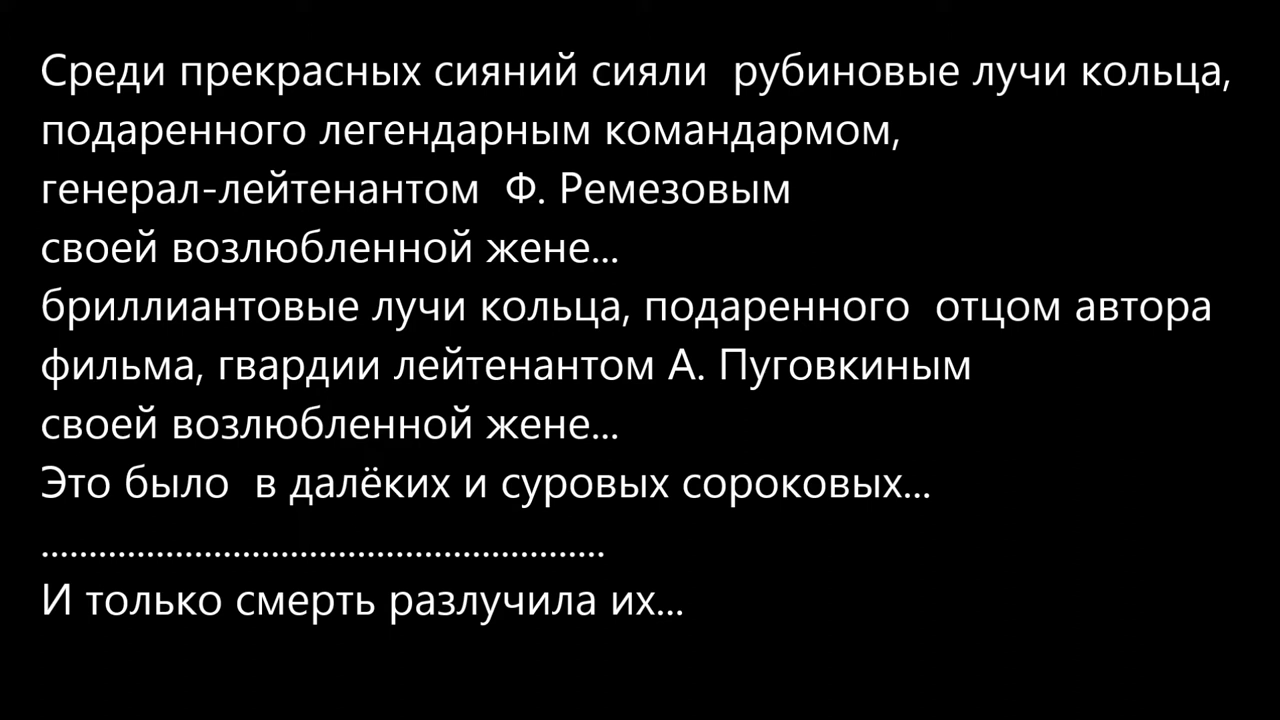 Среди прекрасных сияний сияли  рубиновые лучи кольца,
подаренного легендарным командармом,
генерал-лейтенантом  Ф. Ремезовым
своей возлюбленной жене...
бриллиантовые лучи кольца, подаренного  отцом автора
фильма, гвардии лейтенантом А. Пуговкиным
своей возлюбленной жене...
Это было  в далёких и суровых сороковых...
...........................................................
И только смерть разлучила их...